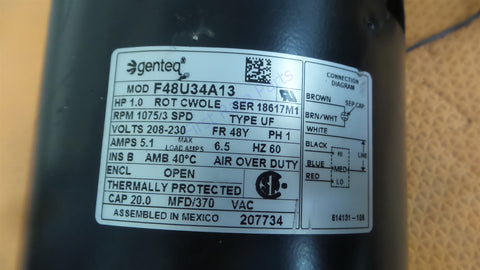 genteq
MOD F48U34A13
HP 1.0 ROT CWOLE SER 18617M1
RPM 1075/3 SPD TYPE UF
VOLTS 208-230 FR 48Y PH 1
AMPS 5.1 MAX LOAD AMPS 6.5 HZ 60
INS B AMB 40°C AIR OVER DUTY
ENCL OPEN
THERMALLY PROTECTED
CAP 20.0 MFD/370 VAC
ASSEMBLED IN MEXICO 207734
CONNECTION
DIAGRAM
BROWN
SEP CAP.
BRN/WHT
WHITE
BLACK
HI
LINE
BLUE
MED
RED
LO